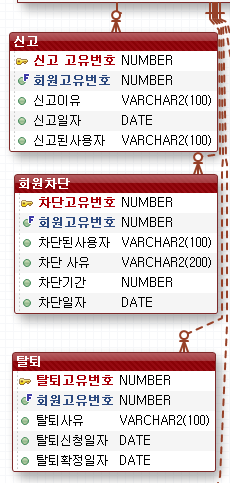 신고
신고 고유번호 NUMBER
회원고유번호 NUMBER
신고이유 VARCHAR2(100)
신고일자 DATE
신고된사용자 VARCHAR2(100)
회원차단
차단고유번호 NUMBER
회원고유번호 NUMBER
차단된사용자 VARCHAR2(100)
차단 사유 VARCHAR2(200)
차단기간 NUMBER
차단일자 DATE
탈퇴
탈퇴고유번호 NUMBER
회원고유번호 NUMBER
탈퇴사유 VARCHAR2(100)
탈퇴신청일자 DATE
탈퇴확정일자 DATE